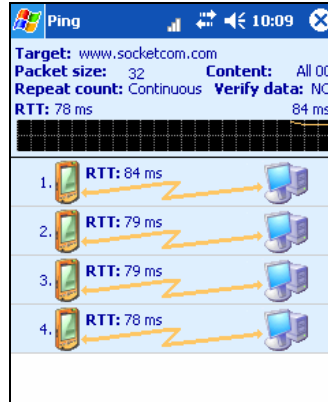 Ping 10:09
Target: www.socketcom.com
Packet size: 32 Content: All 00
Repeat count: Continuous Verify data: NO
RTT: 78 ms 84 ms
1. RTT: 84 ms
2. RTT: 79 ms
3. RTT: 79 ms
4. RTT: 78 ms